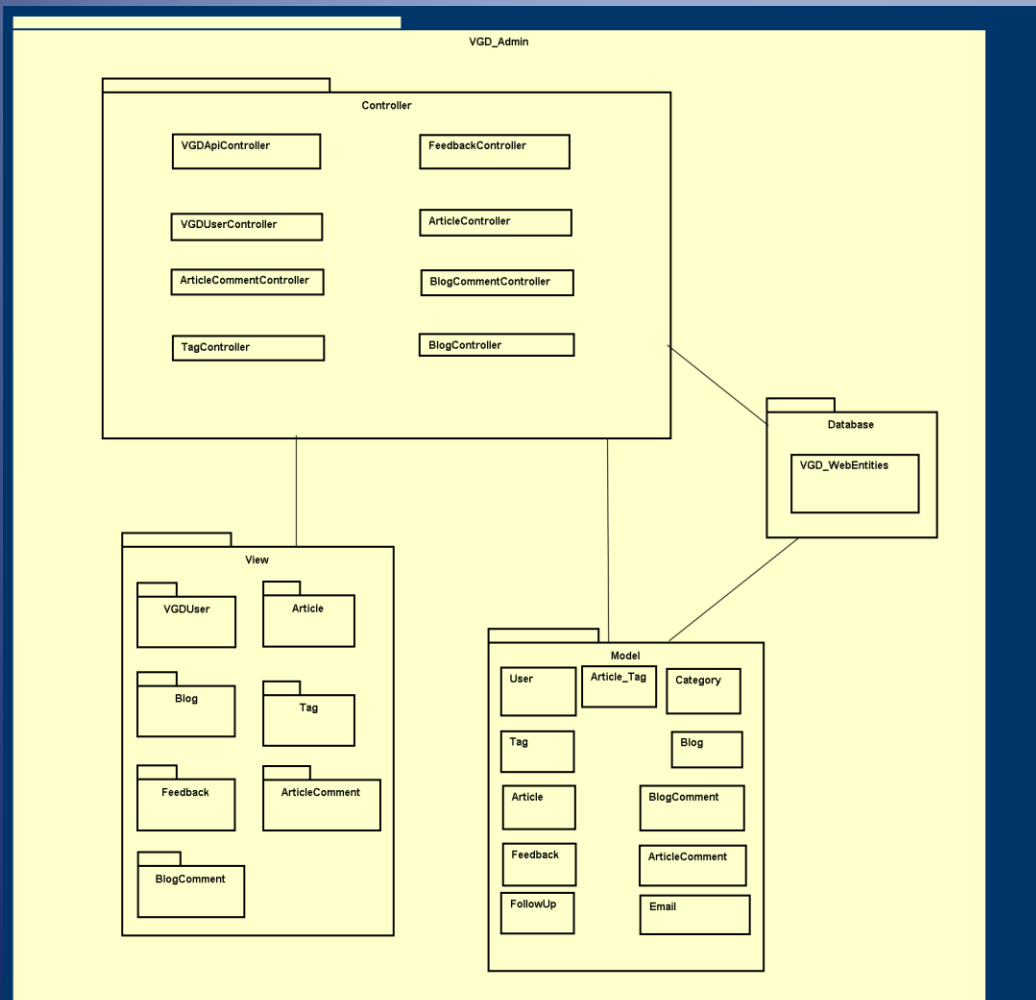 VGD_Admin
Controller
VGDApiController
FeedbackController
VGDUserController
ArticleController
ArticleCommentController
BlogCommentController
TagController
BlogController
Database
VGD_WebEntities
View
VGDUser
Article
Blog
Tag
Feedback
ArticleComment
BlogComment
Model
User
Article_Tag
Category
Tag
Blog
Article
BlogComment
Feedback
ArticleComment
FollowUp
Email